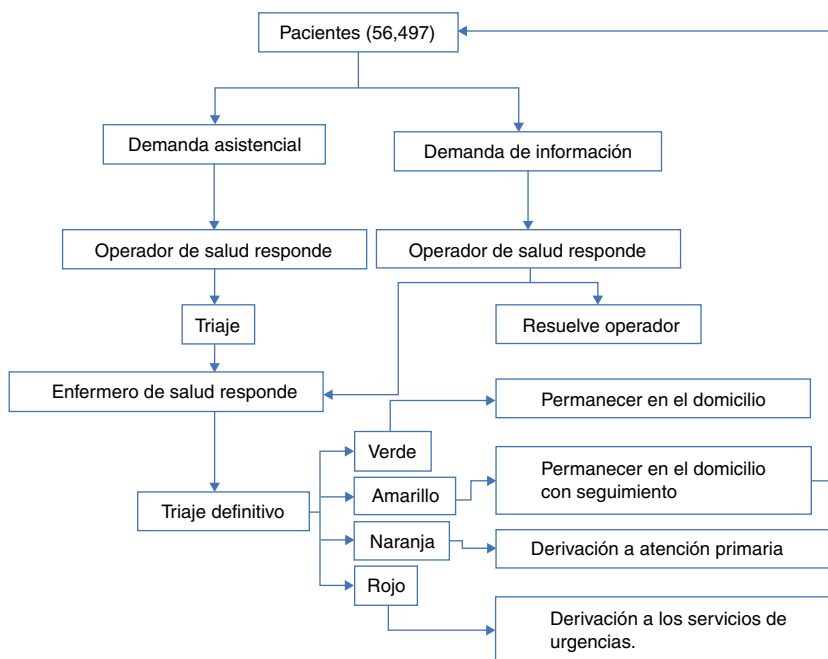 Pacientes (56,497)
Demanda asistencial
Demanda de información
Operador de salud responde
Operador de salud responde
Triaje
Resuelve operador
Enfermero de salud responde
Permanecer en el domicilio
Verde
Permanecer en el domicilio
con seguimiento
Amarillo
Triaje definitivo
Naranja
Derivación a atención primaria
Rojo
Derivación a los servicios de
urgencias.